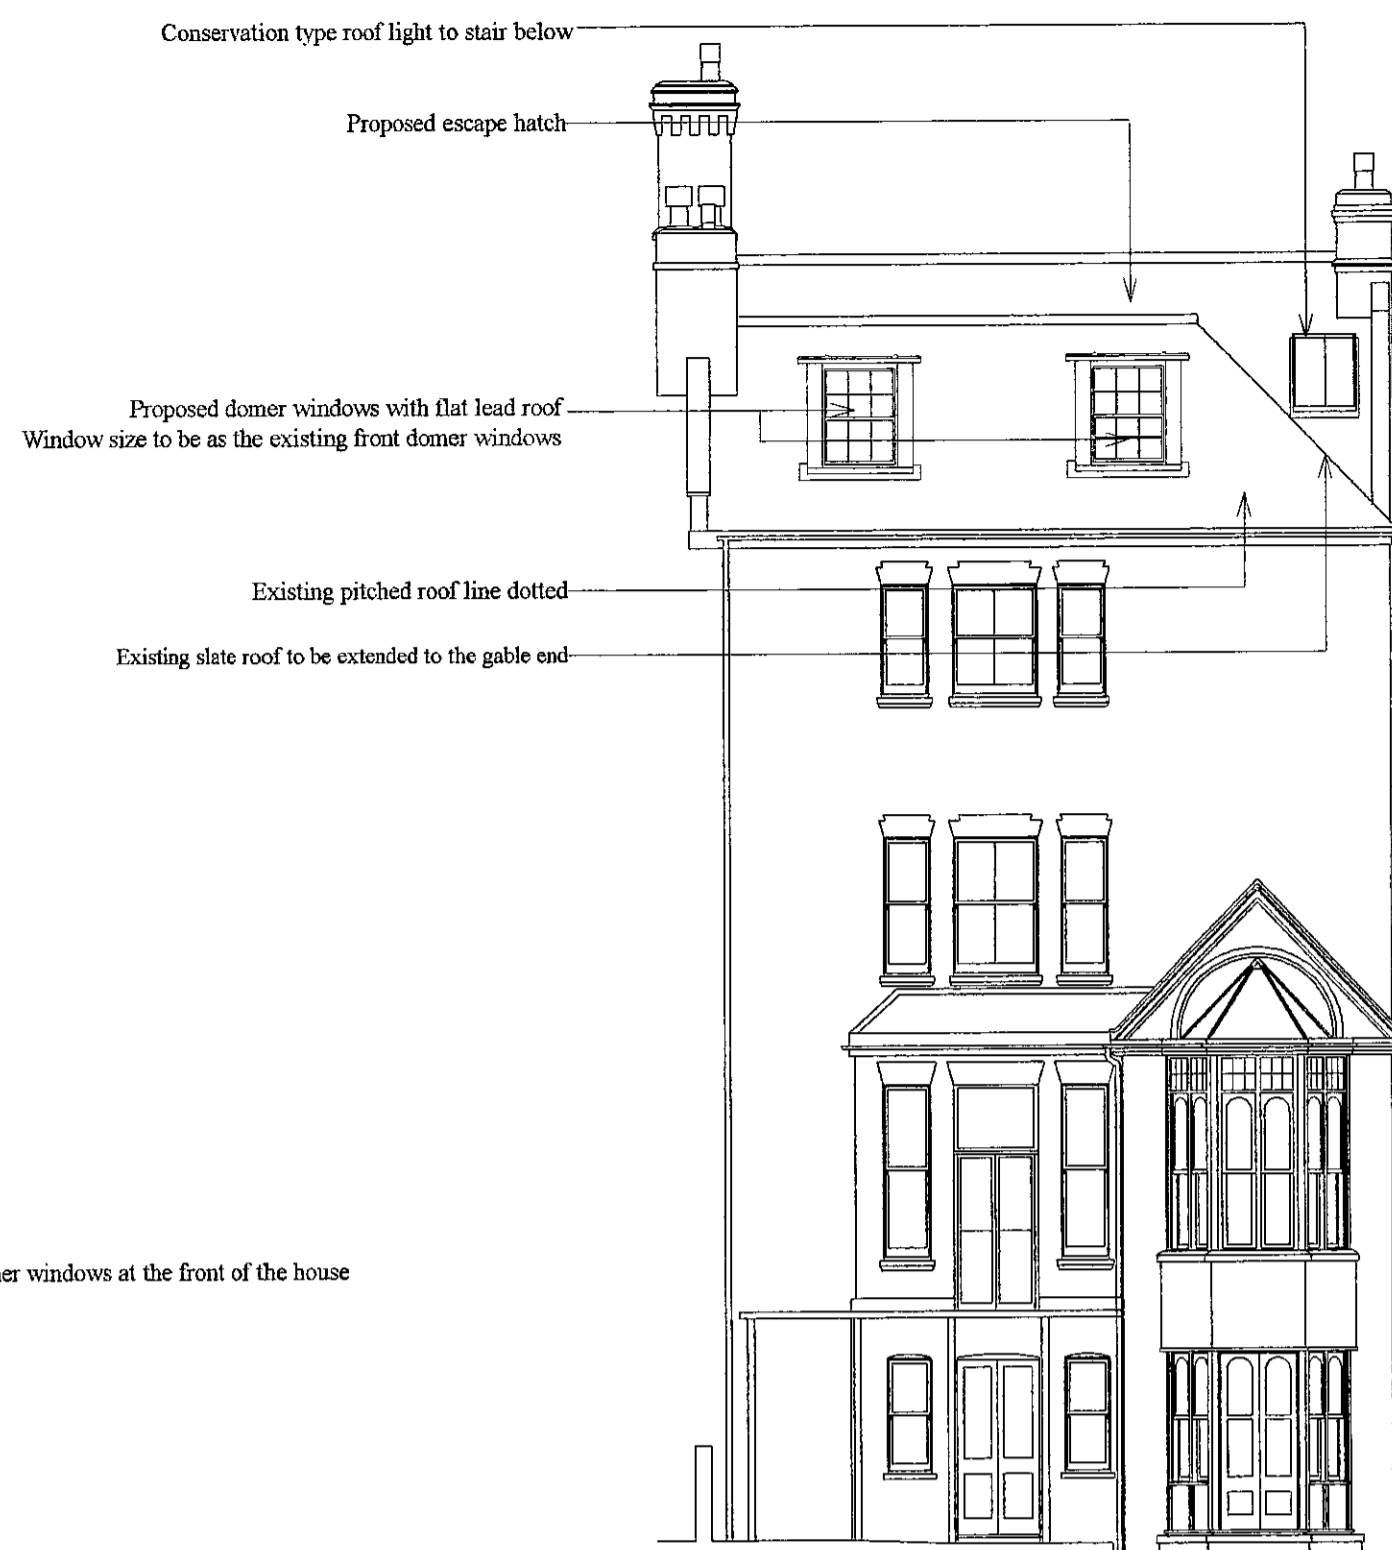 Conservation type roof light to stair below
Proposed escape hatch
Proposed domer windows with flat lead roof
Window size to be as the existing front domer windows
Existing pitched roof line dotted
Existing slate roof to be extended to the gable end
windows at the front of the house